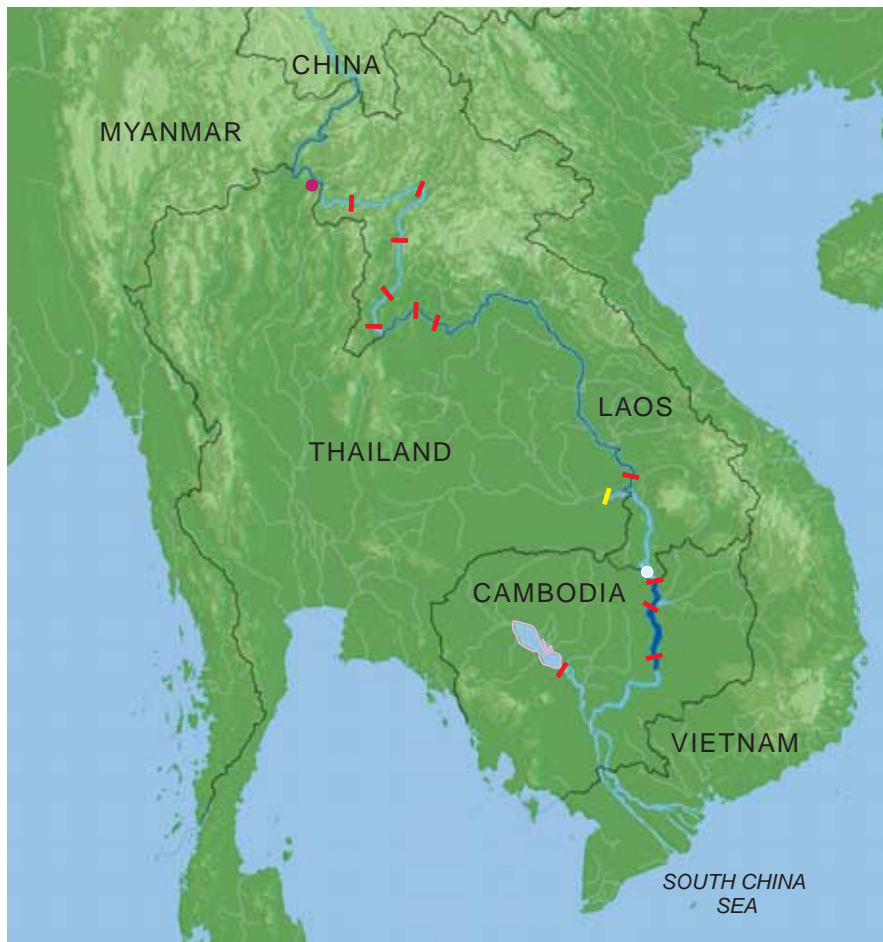 CHINA
MYANMAR
LAOS
THAILAND
CAMBODIA
VIETNAM
SOUTH CHINA
SEA